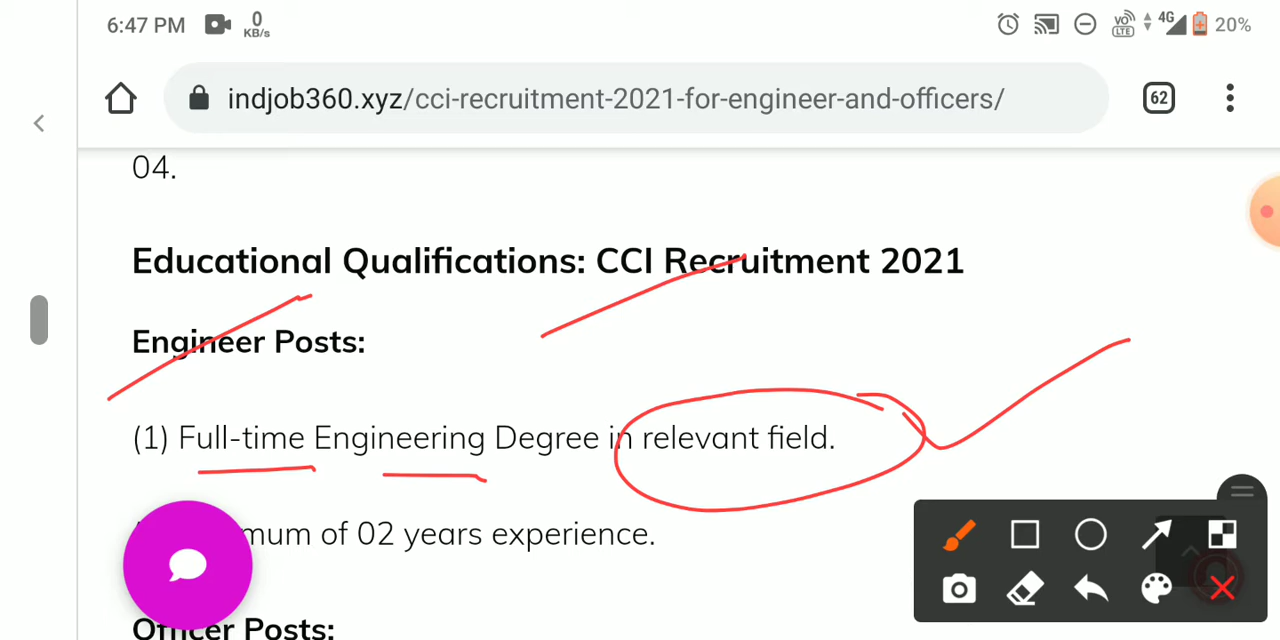 6:47 PM 0 KB/s VO LTE 4G 20%
indjob360.xyz/cci-recruitment-2021-for-engineer-and-officers/ 62
04.
Educational Qualifications: CCI Recruitment 2021
Engineer Posts:
(1) Full-time Engineering Degree in relevant field.
mum of 02 years experience.
Officer Posts: